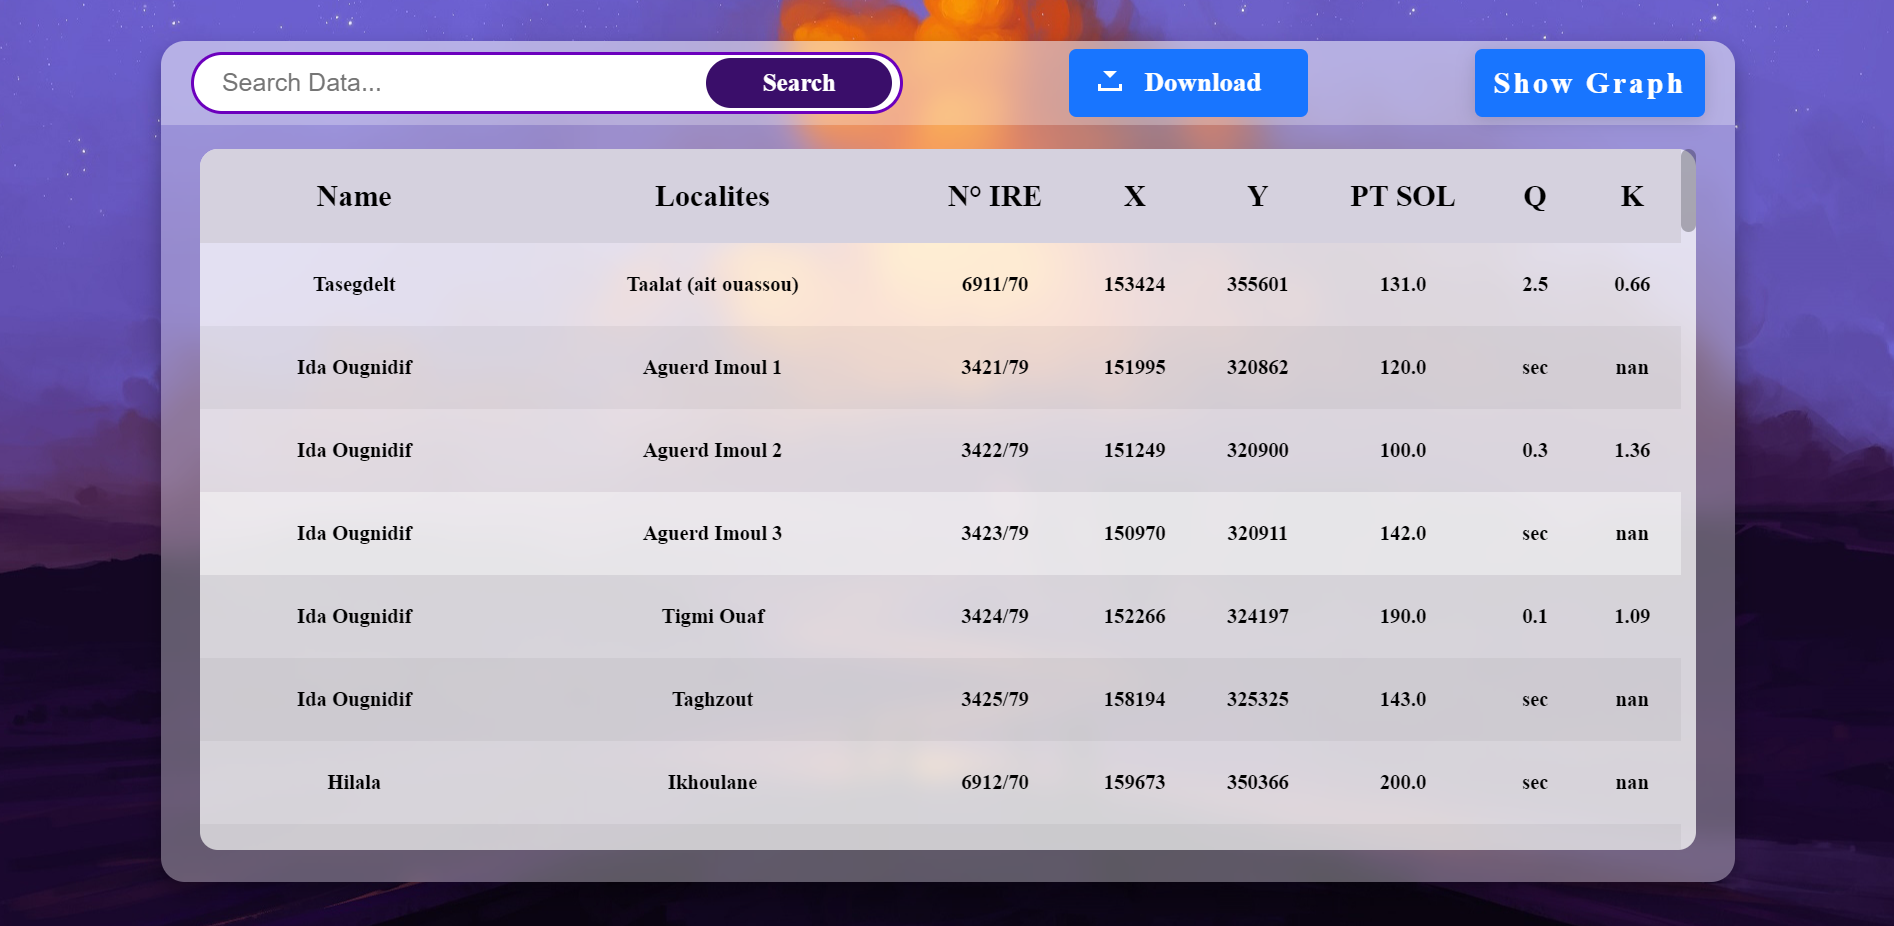 Search Data... Search Download Show Graph
Name Localites N° IRE X Y PT SOL Q K
Tasegdelt Taalat (ait ouassou) 6911/70 153424 355601 131.0 2.5 0.66
Ida Ougnidif Aguerd Imoul 1 3421/79 151995 320862 120.0 sec nan
Ida Ougnidif Aguerd Imoul 2 3422/79 151249 320900 100.0 0.3 1.36
Ida Ougnidif Aguerd Imoul 3 3423/79 150970 320911 142.0 sec nan
Ida Ougnidif Tigmi Ouaf 3424/79 152266 324197 190.0 0.1 1.09
Ida Ougnidif Taghzout 3425/79 158194 325325 143.0 sec nan
Hilala Ikhoulane 6912/70 159673 350366 200.0 sec nan